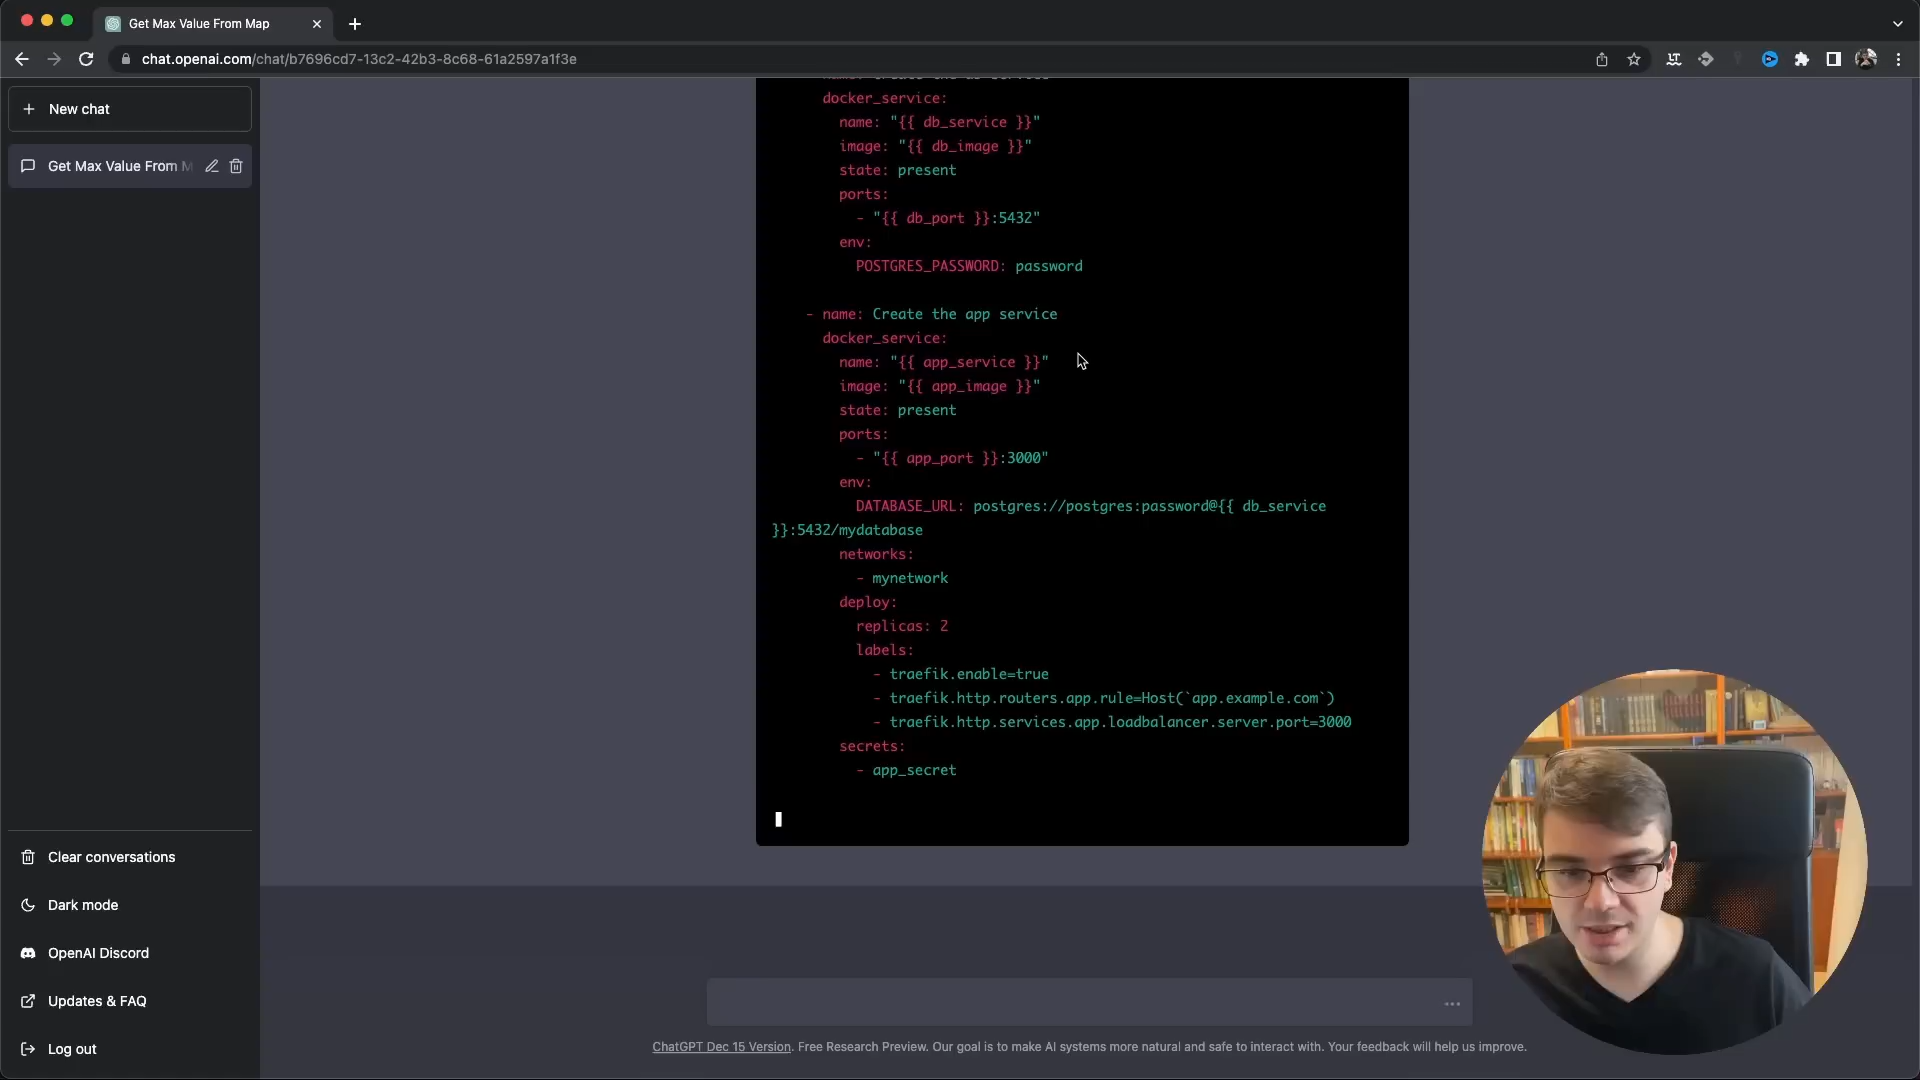 Get Max Value From Map
chat.openai.com/chat/b7696cd7-13c2-42b3-8c68-61a2597a1f3e
New chat
Get Max Value From M
docker_service:
name: "{{ db_service }}"
image: "{{ db_image }}"
state: present
ports:
- "{{ db_port }}:5432"
env:
POSTGRES_PASSWORD: password
- name: Create the app service
docker_service:
name: "{{ app_service }}"
image: "{{ app_image }}"
state: present
ports:
- "{{ app_port }}:3000"
env:
DATABASE_URL: postgres://postgres:password@{{ db_service
}}:5432/mydatabase
networks:
- mynetwork
deploy:
replicas: 2
labels:
- traefik.enable=true
- traefik.http.routers.app.rule=Host(`app.example.com`)
- traefik.http.services.app.loadbalancer.server.port=3000
secrets:
- app_secret
Clear conversations
Dark mode
OpenAI Discord
Updates & FAQ
Log out
ChatGPT Dec 15 Version. Free Research Preview. Our goal is to make AI systems more natural and safe to interact with. Your feedback will help us improve.